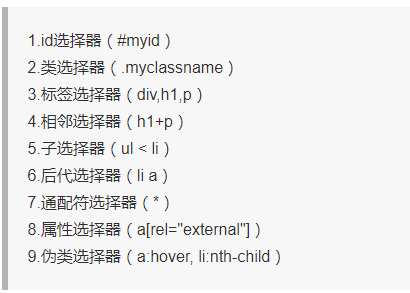 1.id选择器（#myid）
2.类选择器（.myclassname）
3.标签选择器（div,h1,p）
4.相邻选择器（h1+p）
5.子选择器（ul < li）
6.后代选择器（li a）
7.通配符选择器（*）
8.属性选择器（a[rel="external"]）
9.伪类选择器（a:hover, li:nth-child）